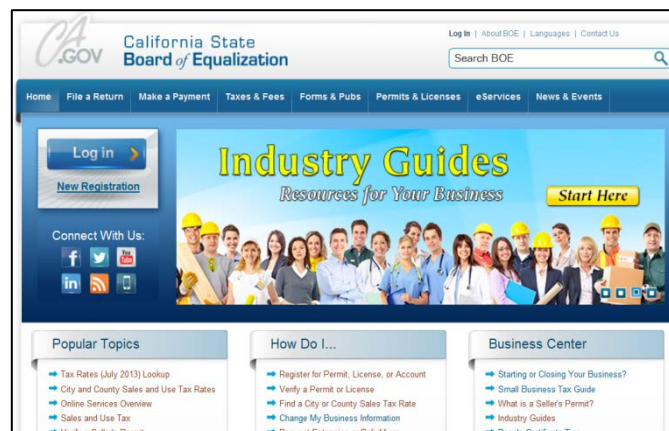 CA
.GOV
California State
Board of Equalization
Log In | About BOE | Languages | Contact Us
Search BOE
Home File a Return Make a Payment Taxes & Fees Forms & Pubs Permits & Licenses eServices News & Events
Log in
New Registration
Industry Guides
Resources for Your Business
Start Here
Connect With Us:
f You Tube
in
Popular Topics
Tax Rates (July 2013) Lookup
City and County Sales and Use Tax Rates
Online Services Overview
Sales and Use Tax
How Do I...
Register for Permit, License, or Account
Verify a Permit or License
Find a City or County Sales Tax Rate
Change My Business Information
Business Center
Starting or Closing Your Business?
Small Business Tax Guide
What is a Seller's Permit?
Industry Guides